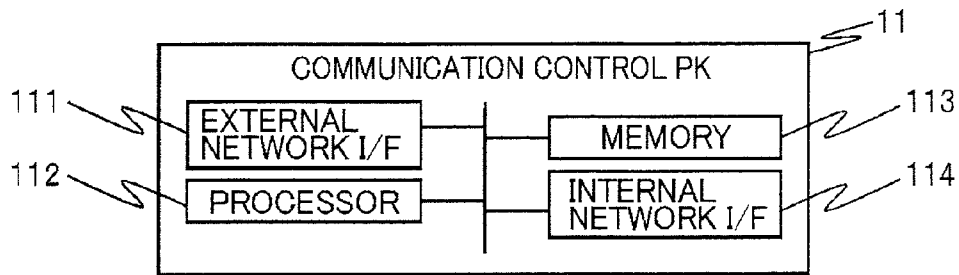 11
COMMUNICATION CONTROL PK
111
EXTERNAL
NETWORK I/F
113
MEMORY
112
PROCESSOR
114
INTERNAL
NETWORK I/F